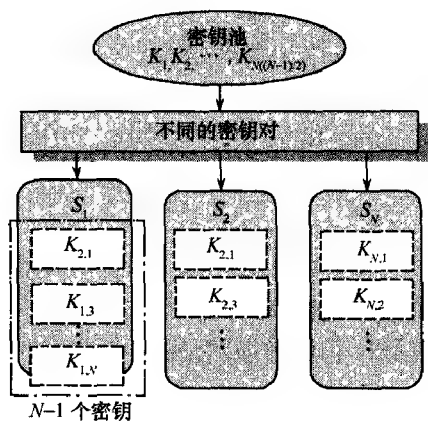 密钥池
K1,K2, ⋯ , KN((N−1)/2)
不同的密钥对
S1 S2 SN
K2,1 K2,1 KN,1
K1,3 K2,3 KN,2
⋮ ⋮ ⋮
K1,N
N−1 个密钥